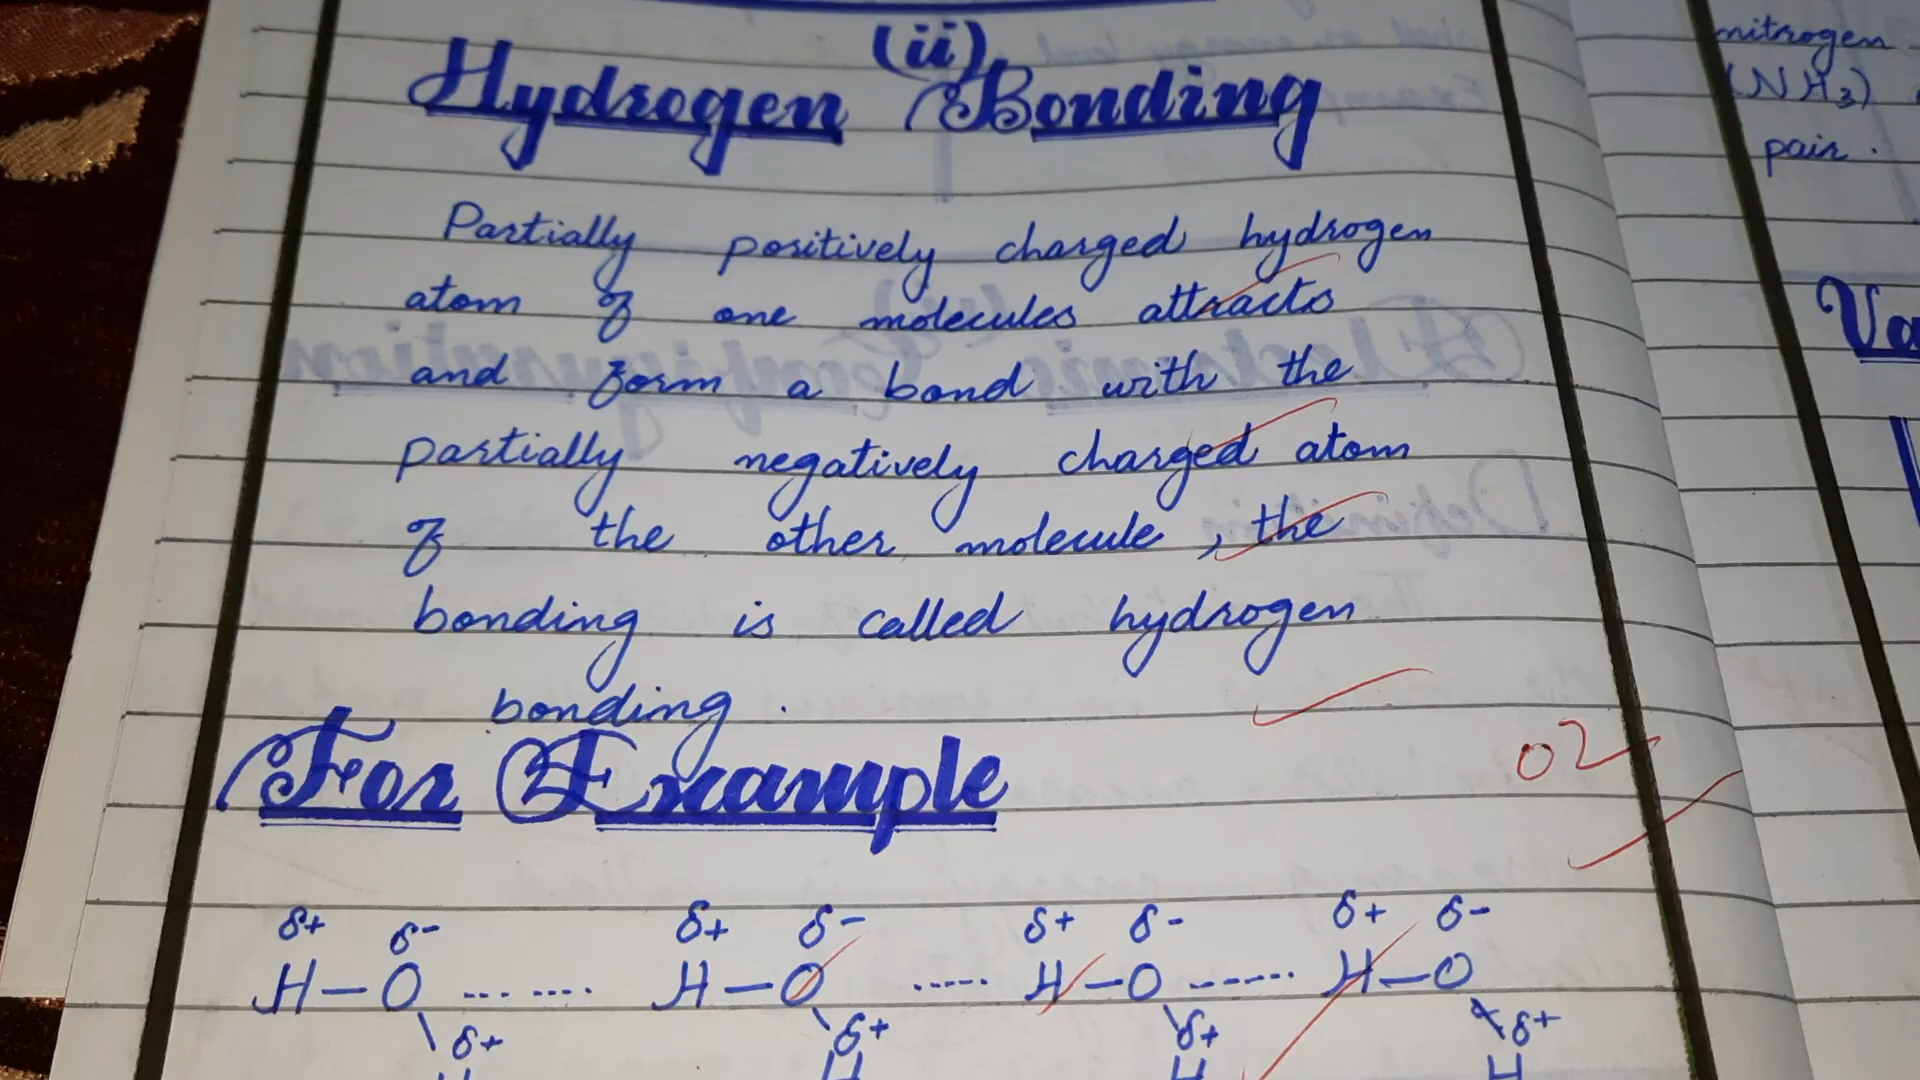 (ii)
Hydrogen Bonding
Partially positively charged hydrogen
atom of one molecules attracts
and form a bond with the
partially negatively charged atom
of the other molecule, the
bonding is called hydrogen
bonding.
02
For Example
δ+ δ- δ+ δ- δ+ δ- δ+ δ-
H–O ........ H–O ..... H–O ...... H–O
δ+ δ+ δ+ δ+
H H H H
nitrogen
(NH3)
pair.
Va